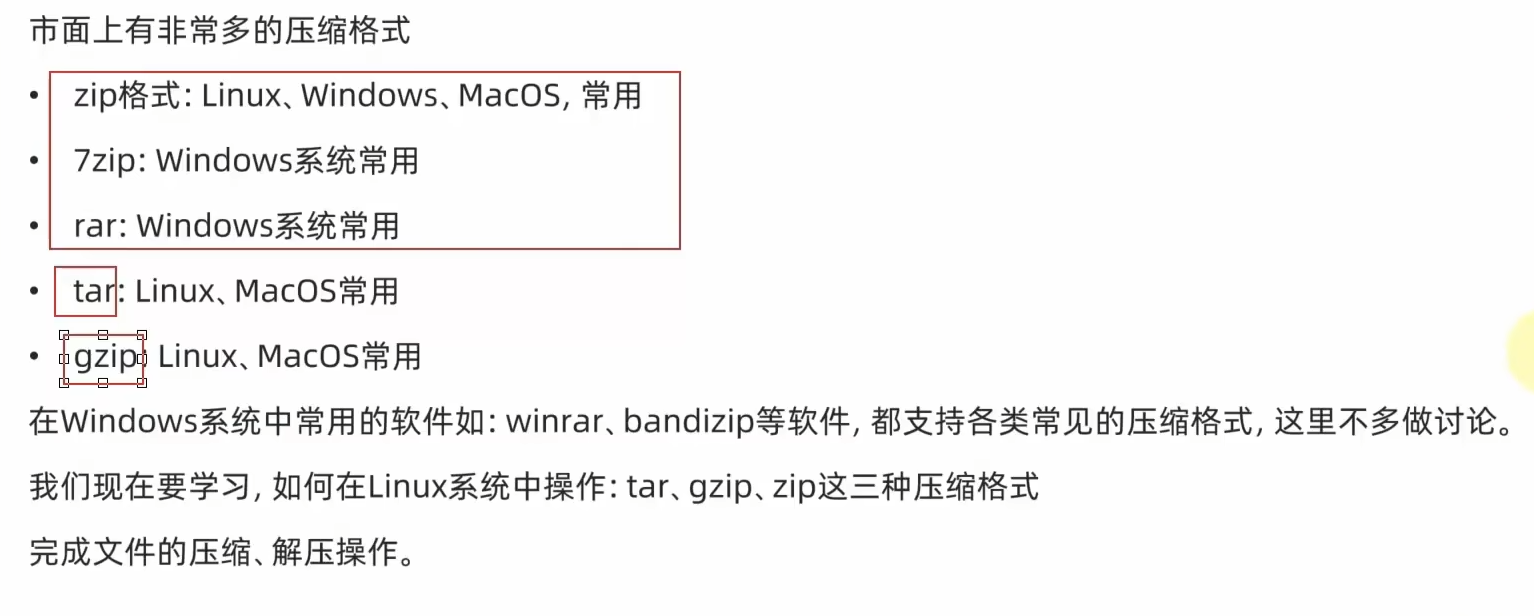 市面上有非常多的压缩格式
• zip格式: Linux、Windows、MacOS, 常用
• 7zip: Windows系统常用
• rar: Windows系统常用
• tar: Linux、MacOS常用
• gzip: Linux、MacOS常用
在Windows系统中常用的软件如: winrar、bandizip等软件, 都支持各类常见的压缩格式, 这里不多做讨论。
我们现在要学习, 如何在Linux系统中操作: tar、gzip、zip这三种压缩格式
完成文件的压缩、解压操作。